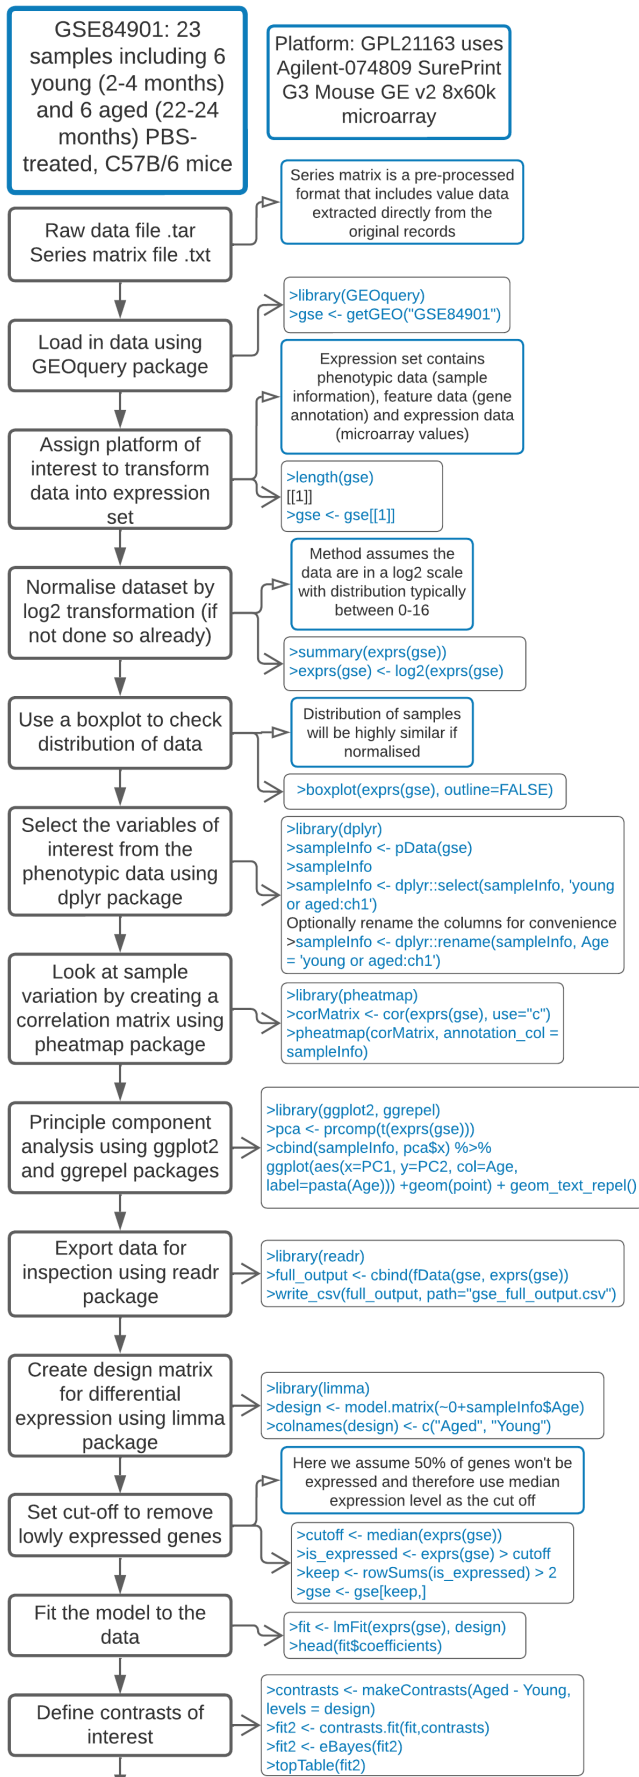 GSE84901: 23
samples including 6
young (2-4 months)
and 6 aged (22-24
months) PBS-
treated, C57B/6 mice
Platform: GPL21163 uses
Agilent-074809 SurePrint
G3 Mouse GE v2 8x60k
microarray
Raw data file .tar
Series matrix file .txt
Series matrix is a pre-processed
format that includes value data
extracted directly from the
original records
Load in data using
GEOquery package
>library(GEOquery)
>gse <- getGEO("GSE84901")
Assign platform of
interest to transform
data into expression
set
Expression set contains
phenotypic data (sample
information), feature data (gene
annotation) and expression data
(microarray values)
>length(gse)
[[1]]
>gse <- gse[[1]]
Normalise dataset by
log2 transformation (if
not done so already)
Method assumes the
data are in a log2 scale
with distribution typically
between 0-16
>summary(exprs(gse))
>exprs(gse) <- log2(exprs(gse)
Use a boxplot to check
distribution of data
Distribution of samples
will be highly similar if
normalised
>boxplot(exprs(gse), outline=FALSE)
Select the variables of
interest from the
phenotypic data using
dplyr package
>library(dplyr)
>sampleInfo <- pData(gse)
>sampleInfo
>sampleInfo <- dplyr::select(sampleInfo, 'young
or aged:ch1')
Optionally rename the columns for convenience
>sampleInfo <- dplyr::rename(sampleInfo, Age
= 'young or aged:ch1')
Look at sample
variation by creating a
correlation matrix using
pheatmap package
>library(pheatmap)
>corMatrix <- cor(exprs(gse), use="c")
>pheatmap(corMatrix, annotation_col =
sampleInfo)
Principle component
analysis using ggplot2
and ggrepel packages
>library(ggplot2, ggrepel)
>pca <- prcomp(t(exprs(gse)))
>cbind(sampleInfo, pca$x) %>%
ggplot(aes(x=PC1, y=PC2, col=Age,
label=pasta(Age))) +geom(point) + geom_text_repel()
Export data for
inspection using readr
package
>library(readr)
>full_output <- cbind(fData(gse, exprs(gse))
>write_csv(full_output, path="gse_full_output.csv")
Create design matrix
for differential
expression using limma
package
>library(limma)
>design <- model.matrix(~0+sampleInfo$Age)
>colnames(design) <- c("Aged", "Young")
Set cut-off to remove
lowly expressed genes
Here we assume 50% of genes won't be
expressed and therefore use median
expression level as the cut off
>cutoff <- median(exprs(gse))
>is_expressed <- exprs(gse) > cutoff
>keep <- rowSums(is_expressed) > 2
>gse <- gse[keep,]
Fit the model to the
data
>fit <- lmFit(exprs(gse), design)
>head(fit$coefficients)
Define contrasts of
interest
>contrasts <- makeContrasts(Aged - Young,
levels = design)
>fit2 <- contrasts.fit(fit,contrasts)
>fit2 <- eBayes(fit2)
>topTable(fit2)